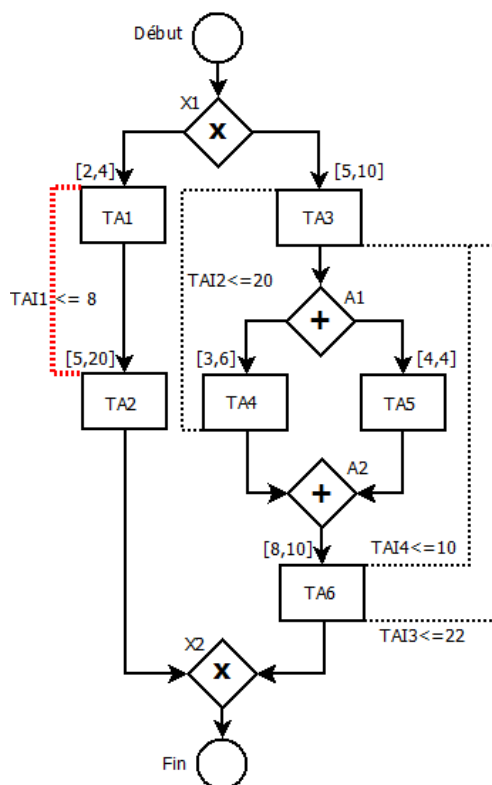 Début
X1
X
[2,4]
[5,10]
TA1
TA3
TAI2<=20
TAI1 <= 8
A1
+
[5,20]
[3,6]
[4,4]
TA2
TA4
TA5
A2
+
[8,10]
TAI4<=10
TA6
TAI3<=22
X2
X
Fin